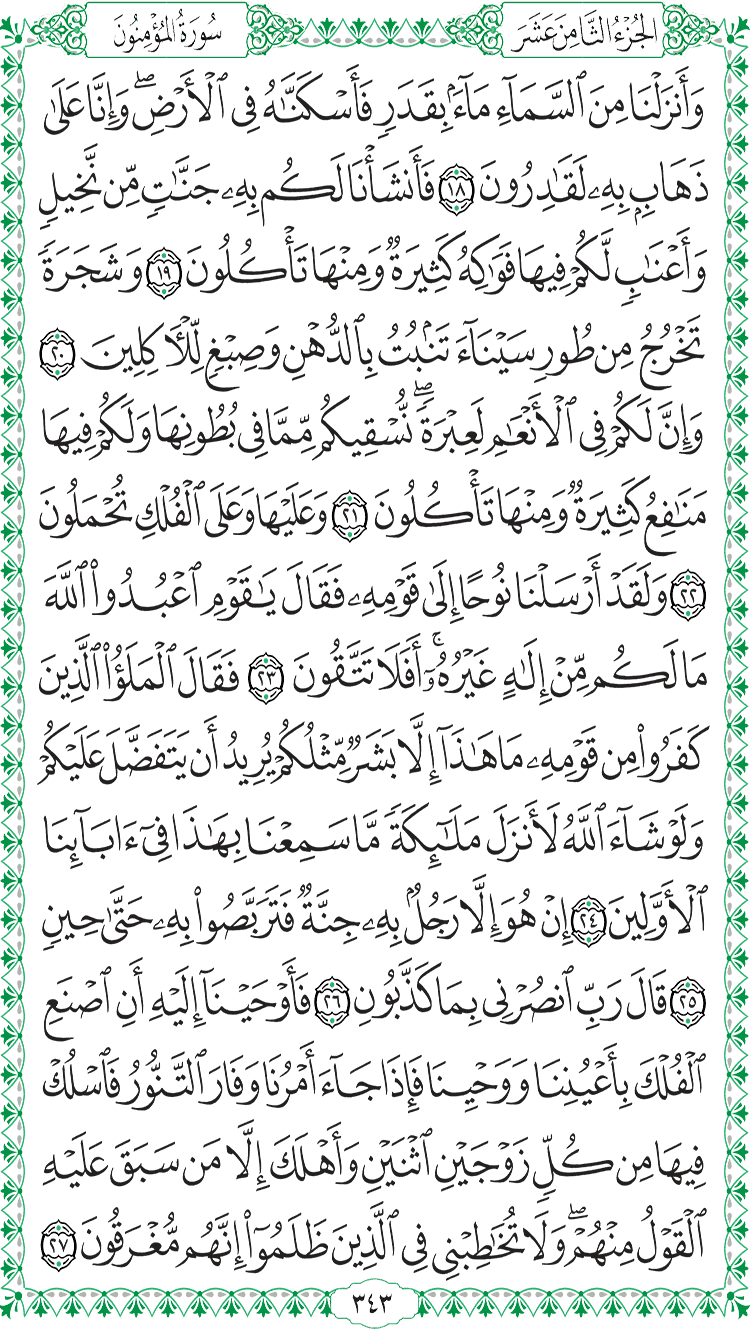 الجُزْءُ الثَّامِنَ عَشَرَ
سُورَةُ المُؤْمِنُونَ
وَأَنزَلْنَا مِنَ ٱلسَّمَآءِ مَآءَۢ بِقَدَرٖ فَأَسْكَنَّٰهُ فِي ٱلْأَرْضِۖ وَإِنَّا عَلَىٰ
ذَهَابِۭ بِهِۦ لَقَٰدِرُونَ ١٨ فَأَنشَأْنَا لَكُم بِهِۦ جَنَّٰتٖ مِّن نَّخِيلٖ
وَأَعْنَٰبٖ لَّكُمْ فِيهَا فَوَٰكِهُ كَثِيرَةٞ وَمِنْهَا تَأْكُلُونَ ١٩ وَشَجَرَةٗ
تَخْرُجُ مِن طُورِ سَيْنَآءَ تَنۢبُتُ بِٱلدُّهْنِ وَصِبْغٖ لِّلْأٓكِلِينَ ٢٠
وَإِنَّ لَكُمْ فِي ٱلْأَنْعَٰمِ لَعِبْرَةٗۖ نُّسْقِيكُم مِّمَّا فِي بُطُونِهَا وَلَكُمْ فِيهَا
مَنَٰفِعُ كَثِيرَةٞ وَمِنْهَا تَأْكُلُونَ ٢١ وَعَلَيْهَا وَعَلَى ٱلْفُلْكِ تُحْمَلُونَ
٢٢ وَلَقَدْ أَرْسَلْنَا نُوحًا إِلَىٰ قَوْمِهِۦ فَقَالَ يَٰقَوْمِ ٱعْبُدُوا۟ ٱللَّهَ
مَا لَكُم مِّنْ إِلَٰهٍ غَيْرُهُۥٓۚ أَفَلَا تَتَّقُونَ ٢٣ فَقَالَ ٱلْمَلَؤُا۟ ٱلَّذِينَ
كَفَرُوا۟ مِن قَوْمِهِۦ مَا هَٰذَآ إِلَّا بَشَرٞ مِّثْلُكُمْ يُرِيدُ أَن يَتَفَضَّلَ عَلَيْكُمْ
وَلَوْ شَآءَ ٱللَّهُ لَأَنزَلَ مَلَٰٓئِكَةٗ مَّا سَمِعْنَا بِهَٰذَا فِيٓ ءَابَآئِنَا
ٱلْأَوَّلِينَ ٢٤ إِنْ هُوَ إِلَّا رَجُلُۢ بِهِۦ جِنَّةٞ فَتَرَبَّصُوا۟ بِهِۦ حَتَّىٰ حِينٖ
٢٥ قَالَ رَبِّ ٱنصُرْنِي بِمَا كَذَّبُونِ ٢٦ فَأَوْحَيْنَآ إِلَيْهِ أَنِ ٱصْنَعِ
ٱلْفُلْكَ بِأَعْيُنِنَا وَوَحْيِنَا فَإِذَا جَآءَ أَمْرُنَا وَفَارَ ٱلتَّنُّورُ فَٱسْلُكْ
فِيهَا مِن كُلّٖ زَوْجَيْنِ ٱثْنَيْنِ وَأَهْلَكَ إِلَّا مَن سَبَقَ عَلَيْهِ
ٱلْقَوْلُ مِنْهُمْۖ وَلَا تُخَٰطِبْنِي فِي ٱلَّذِينَ ظَلَمُوٓا۟ إِنَّهُم مُّغْرَقُونَ ٢٧
٣٤٣